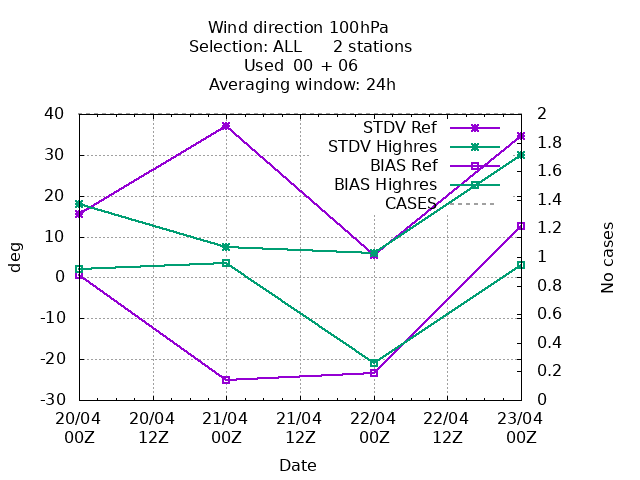 Wind direction 100hPa
Selection: ALL 2 stations
Used 00 + 06
Averaging window: 24h
40
30
20
10
0
-10
-20
-30
deg
2
1.8
1.6
1.4
1.2
1
0.8
0.6
0.4
0.2
0
No cases
STDV Ref
STDV Highres
BIAS Ref
BIAS Highres
CASES
20/04 20/04 21/04 21/04 22/04 22/04 23/04
00Z 12Z 00Z 12Z 00Z 12Z 00Z
Date